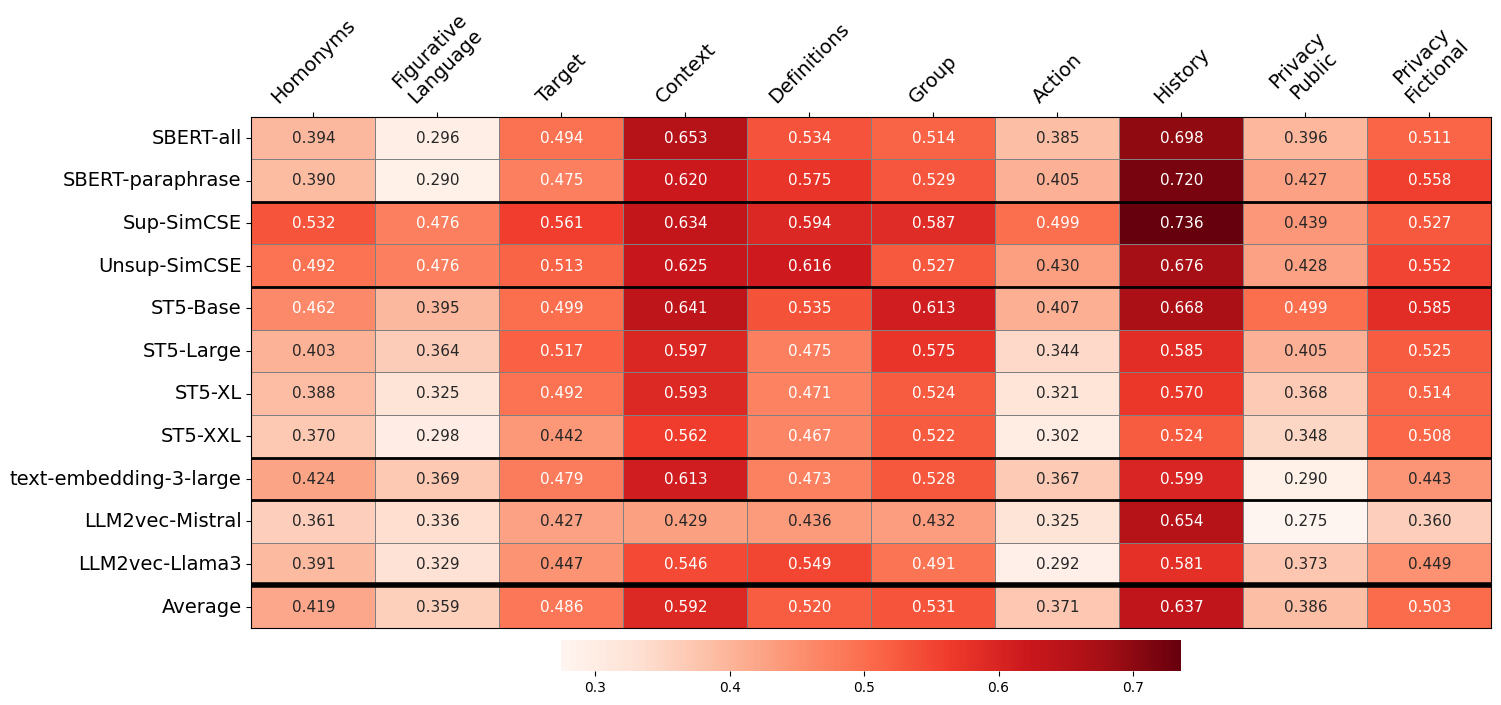 Homonyms Figurative Language Target Context Definitions Group Action History Privacy Public Privacy Fictional
SBERT-all 0.394 0.296 0.494 0.653 0.534 0.514 0.385 0.698 0.396 0.511
SBERT-paraphrase 0.390 0.290 0.475 0.620 0.575 0.529 0.405 0.720 0.427 0.558
Sup-SimCSE 0.532 0.476 0.561 0.634 0.594 0.587 0.499 0.736 0.439 0.527
Unsup-SimCSE 0.492 0.476 0.513 0.625 0.616 0.527 0.430 0.676 0.428 0.552
ST5-Base 0.462 0.395 0.499 0.641 0.535 0.613 0.407 0.668 0.499 0.585
ST5-Large 0.403 0.364 0.517 0.597 0.475 0.575 0.344 0.585 0.405 0.525
ST5-XL 0.388 0.325 0.492 0.593 0.471 0.524 0.321 0.570 0.368 0.514
ST5-XXL 0.370 0.298 0.442 0.562 0.467 0.522 0.302 0.524 0.348 0.508
text-embedding-3-large 0.424 0.369 0.479 0.613 0.473 0.528 0.367 0.599 0.290 0.443
LLM2vec-Mistral 0.361 0.336 0.427 0.429 0.436 0.432 0.325 0.654 0.275 0.360
LLM2vec-Llama3 0.391 0.329 0.447 0.546 0.549 0.491 0.292 0.581 0.373 0.449
Average 0.419 0.359 0.486 0.592 0.520 0.531 0.371 0.637 0.386 0.503
0.3 0.4 0.5 0.6 0.7